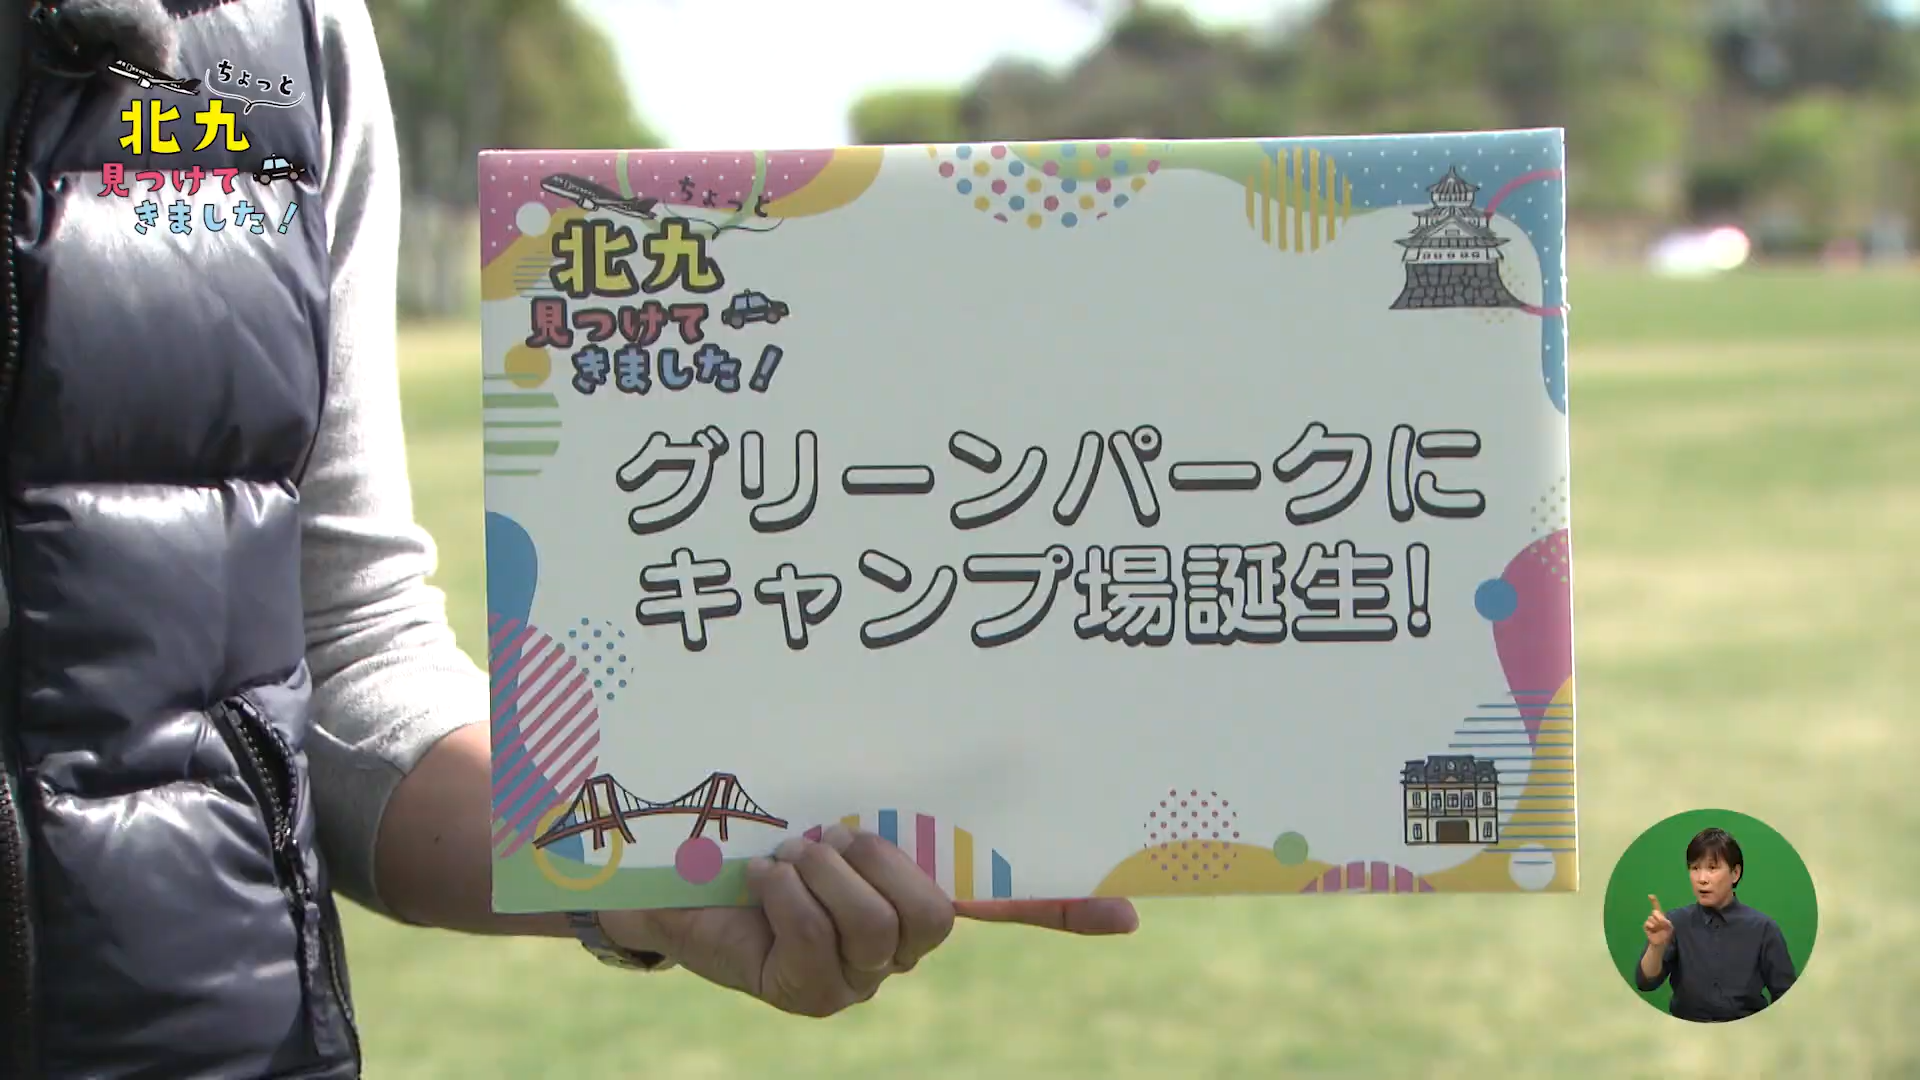 ちょっと
北九
見つけて
きました！
ちょっと
北九
見つけて
きました！
グリーンパークに
キャンプ場誕生！